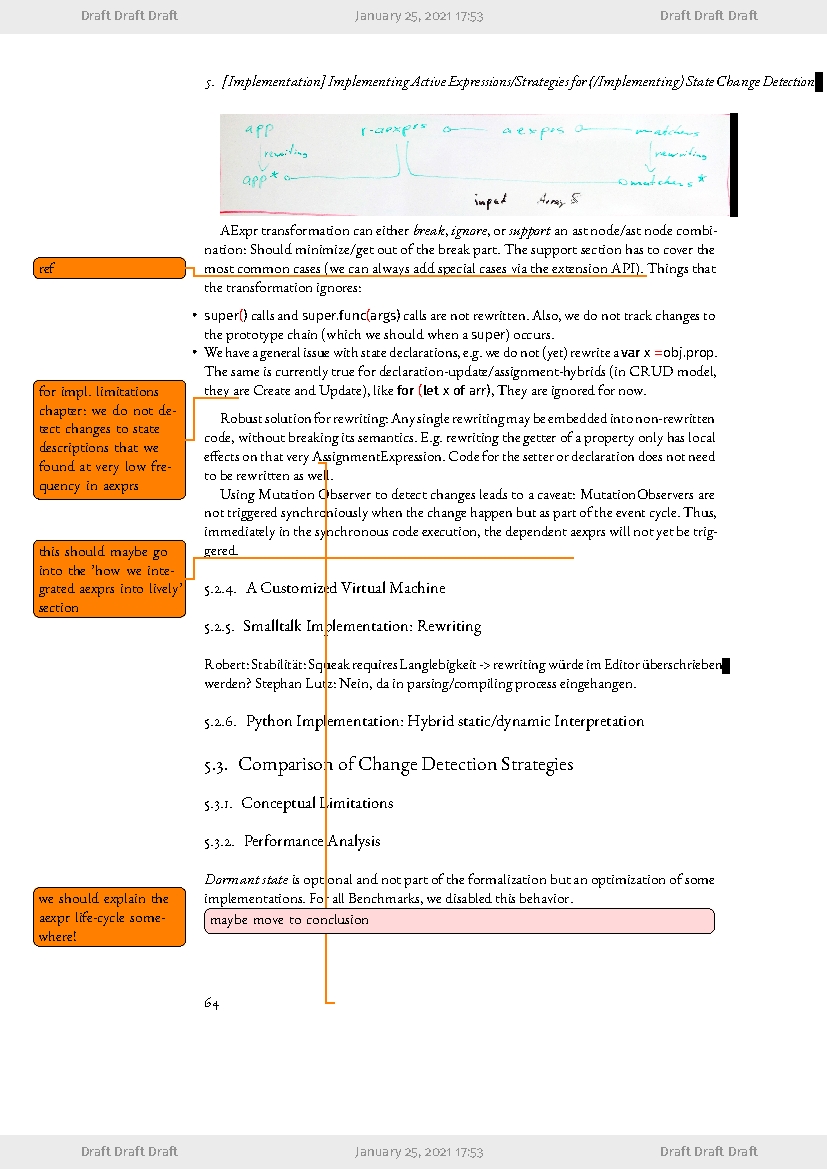 Draft Draft Draft January 25, 2021 17:53 Draft Draft Draft
5. [Implementation] Implementing Active Expressions/Strategies for (/Implementing) State Change Detection
app r-aexprs aexprs matchers
rewriting rewriting
app* matchers*
input Array 5
AExpr transformation can either break, ignore, or support an ast node/ast node combi-
nation: Should minimize/get out of the break part. The support section has to cover the
ref
most common cases (we can always add special cases via the extension API). Things that
the transformation ignores:
• super() calls and super.func(args) calls are not rewritten. Also, we do not track changes to
the prototype chain (which we should when a super) occurs.
• We have a general issue with state declarations, e.g. we do not (yet) rewrite a var x =obj.prop.
The same is currently true for declaration-update/assignment-hybrids (in CRUD model,
they are Create and Update), like for (let x of arr), They are ignored for now.
for impl. limitations
chapter: we do not de-
tect changes to state
descriptions that we
found at very low fre-
quency in aexprs
Robust solution for rewriting: Any single rewriting may be embedded into non-rewritten
code, without breaking its semantics. E.g. rewriting the getter of a property only has local
effects on that very AssignmentExpression. Code for the setter or declaration does not need
to be rewritten as well.
Using Mutation Observer to detect changes leads to a caveat: MutationObservers are
not triggered synchroniously when the change happen but as part of the event cycle. Thus,
immediately in the synchronous code execution, the dependent aexprs will not yet be trig-
gered.
this should maybe go
into the 'how we inte-
grated aexprs into lively'
section
5.2.4. A Customized Virtual Machine
5.2.5. Smalltalk Implementation: Rewriting
Robert: Stabilität: Squeak requires Langlebigkeit -> rewriting würde im Editor überschrieben
werden? Stephan Lutz: Nein, da in parsing/compiling process eingehangen.
5.2.6. Python Implementation: Hybrid static/dynamic Interpretation
5.3. Comparison of Change Detection Strategies
5.3.1. Conceptual Limitations
5.3.2. Performance Analysis
Dormant state is optional and not part of the formalization but an optimization of some
implementations. For all Benchmarks, we disabled this behavior.
maybe move to conclusion
we should explain the
aexpr life-cycle some-
where!
64
Draft Draft Draft January 25, 2021 17:53 Draft Draft Draft